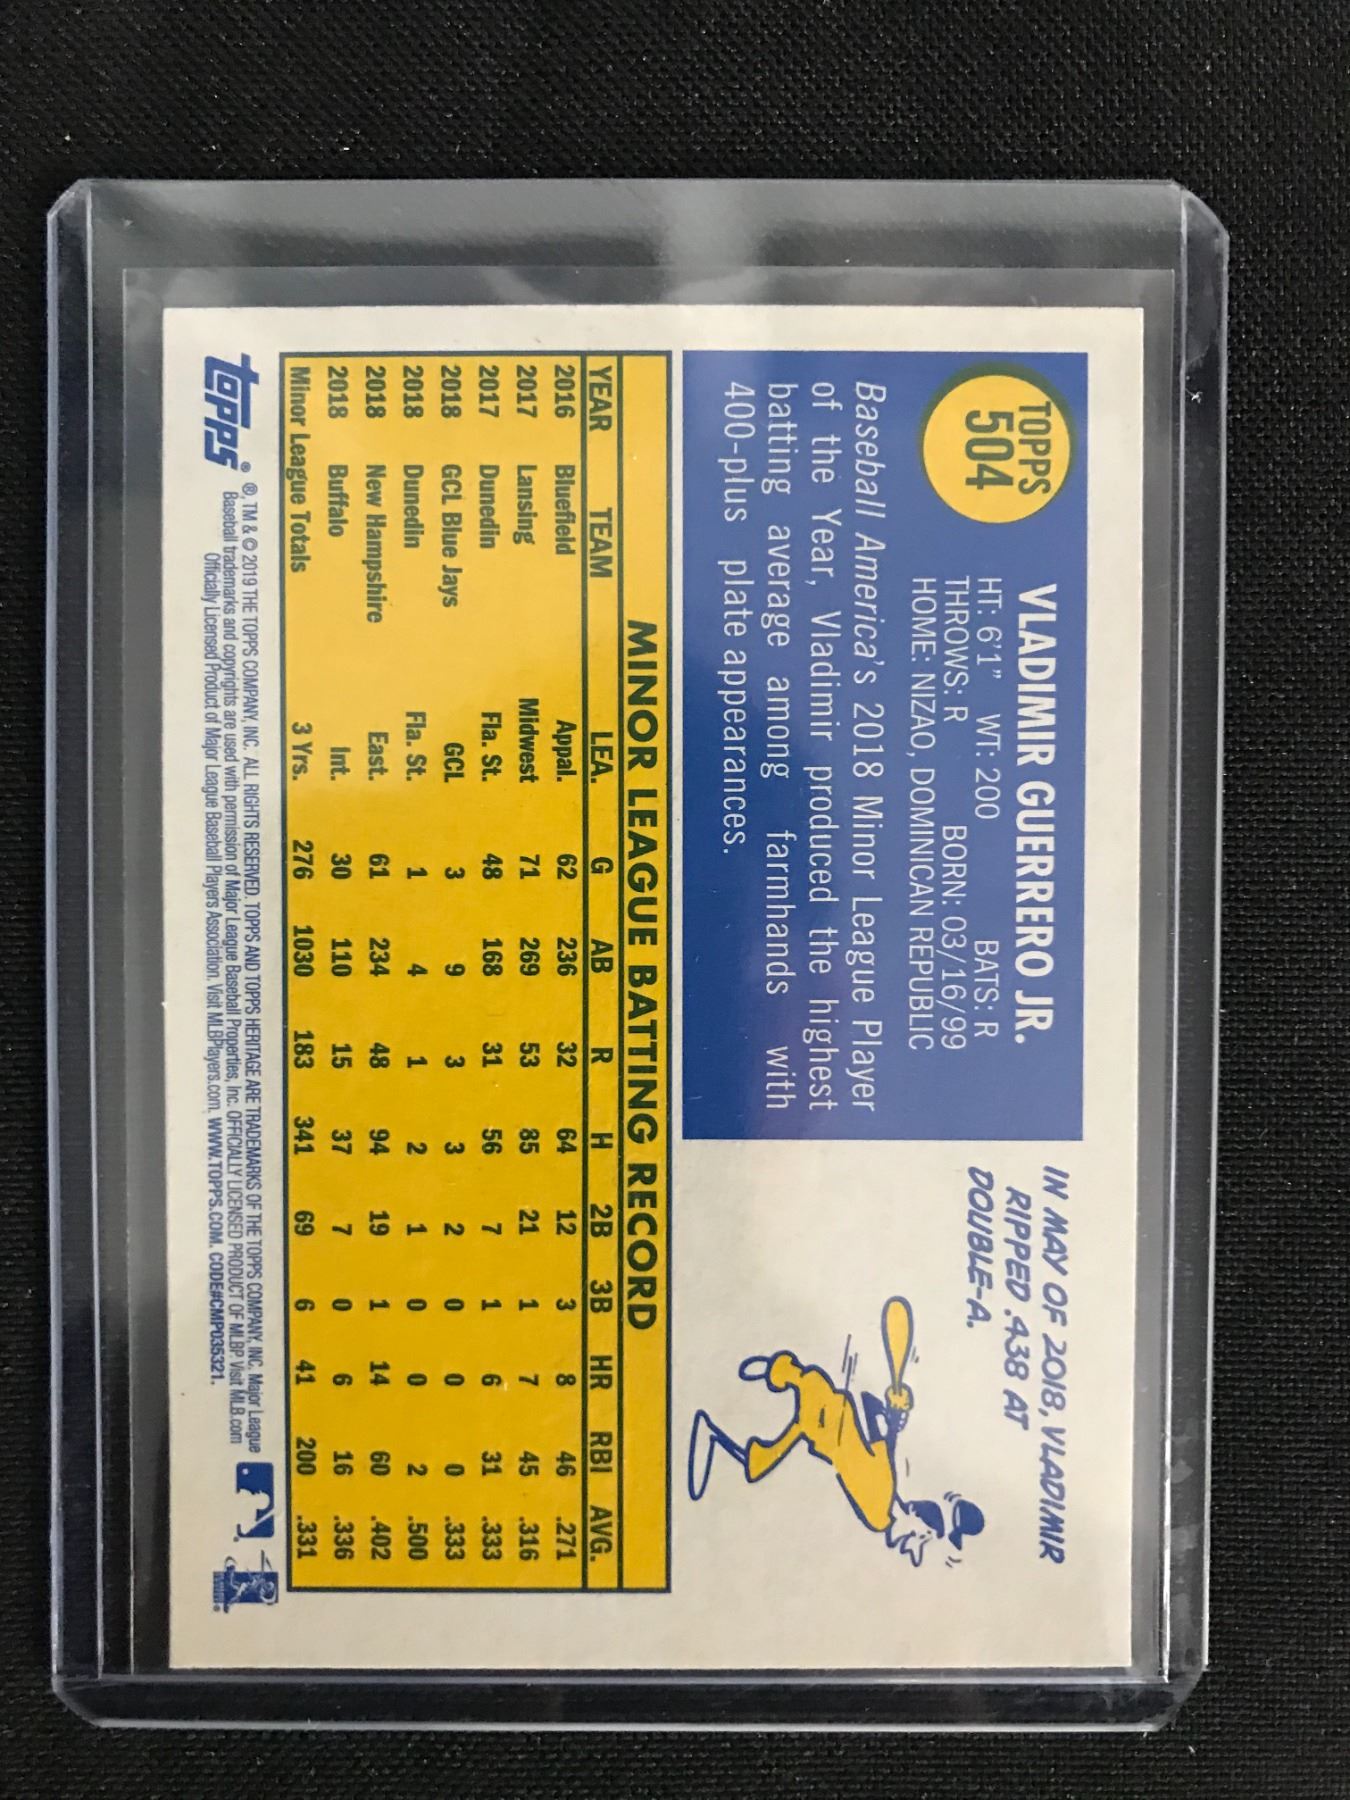 TOPPS
504
VLADIMIR GUERRERO JR.
HT: 6'1" WT: 200 BATS: R
THROWS: R BORN: 03/16/99
HOME: NIZAO, DOMINICAN REPUBLIC
Baseball America's 2018 Minor League Player
of the Year, Vladimir produced the highest
batting average among farmhands with
400-plus plate appearances.
IN MAY OF 2018, VLADIMIR
RIPPED .438 AT
DOUBLE-A.
MINOR LEAGUE BATTING RECORD
YEAR TEAM LEA. G AB R H 2B 3B HR RBI AVG.
2016 Bluefield Appal. 62 236 32 64 12 3 8 46 .271
2017 Lansing Midwest 71 269 53 85 21 1 7 45 .316
2017 Dunedin Fla. St. 48 168 31 56 7 1 6 31 .333
2018 GCL Blue Jays GCL 3 9 3 3 2 0 0 0 .333
2018 Dunedin Fla. St. 1 4 1 2 1 0 0 2 .500
2018 New Hampshire East. 61 234 48 94 19 1 14 60 .402
2018 Buffalo Int. 30 110 15 37 7 0 6 16 .336
Minor League Totals 3 Yrs. 276 1030 183 341 69 6 41 200 .331
topps®
®, TM & © 2019 THE TOPPS COMPANY, INC. ALL RIGHTS RESERVED. TOPPS AND TOPPS HERITAGE ARE TRADEMARKS OF THE TOPPS COMPANY, INC. Major League
Baseball trademarks and copyrights are used with permission of Major League Baseball Properties, Inc. OFFICIALLY LICENSED PRODUCT OF MLBP Visit MLB.com
Officially Licensed Product of Major League Baseball Players Association. Visit MLBPlayers.com. WWW.TOPPS.COM. CODE#CMP035321.